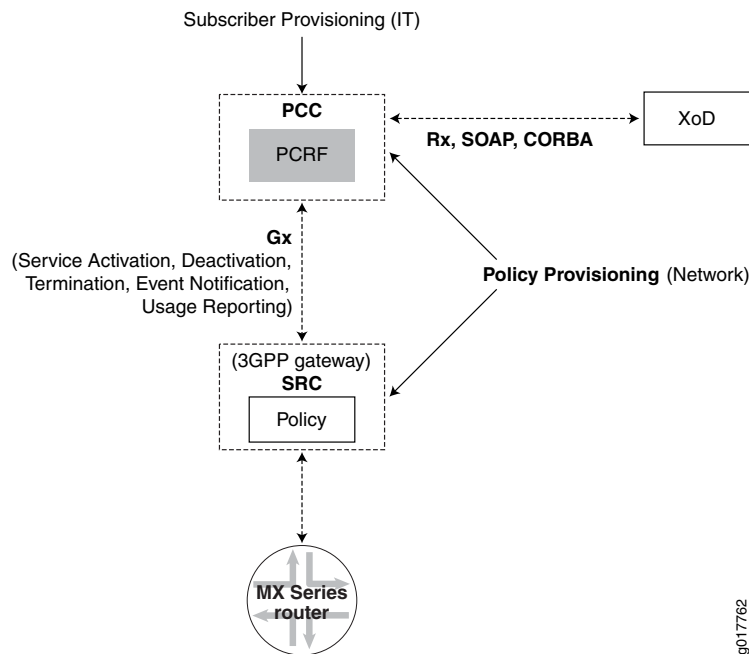 Subscriber Provisioning (IT)
PCC
PCRF
XoD
Rx, SOAP, CORBA
Gx
(Service Activation, Deactivation,
Termination, Event Notification,
Usage Reporting)
Policy Provisioning (Network)
(3GPP gateway)
SRC
Policy
MX Series
router
g017762